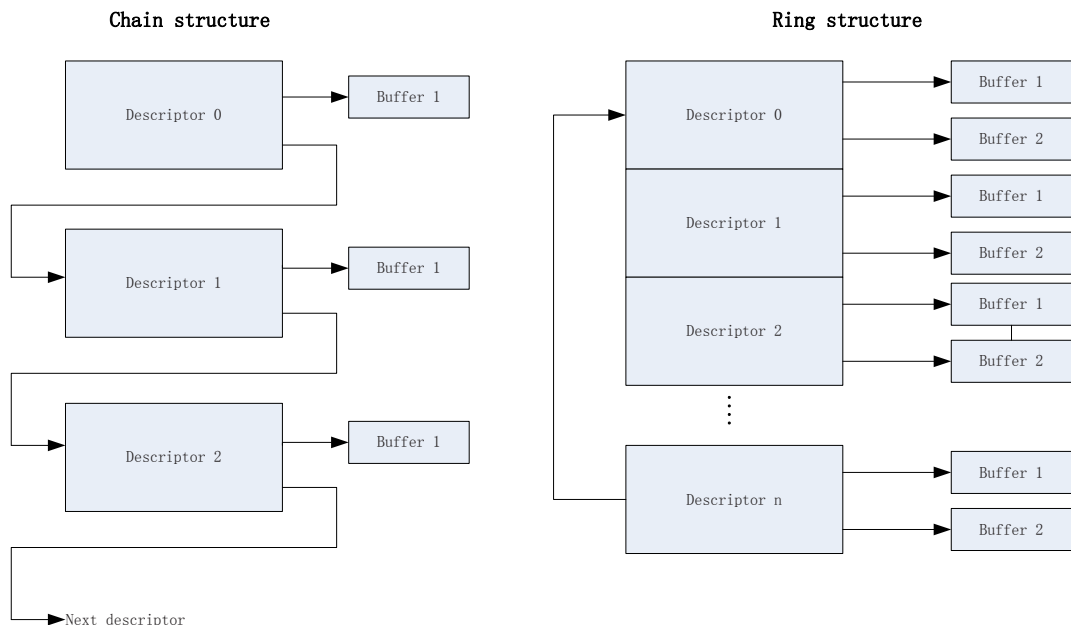 Chain structure
Descriptor 0
Buffer 1
Descriptor 1
Buffer 1
Descriptor 2
Buffer 1
Next descriptor
Ring structure
Descriptor 0
Buffer 1
Buffer 2
Descriptor 1
Buffer 1
Buffer 2
Descriptor 2
Buffer 1
Buffer 2
Descriptor n
Buffer 1
Buffer 2